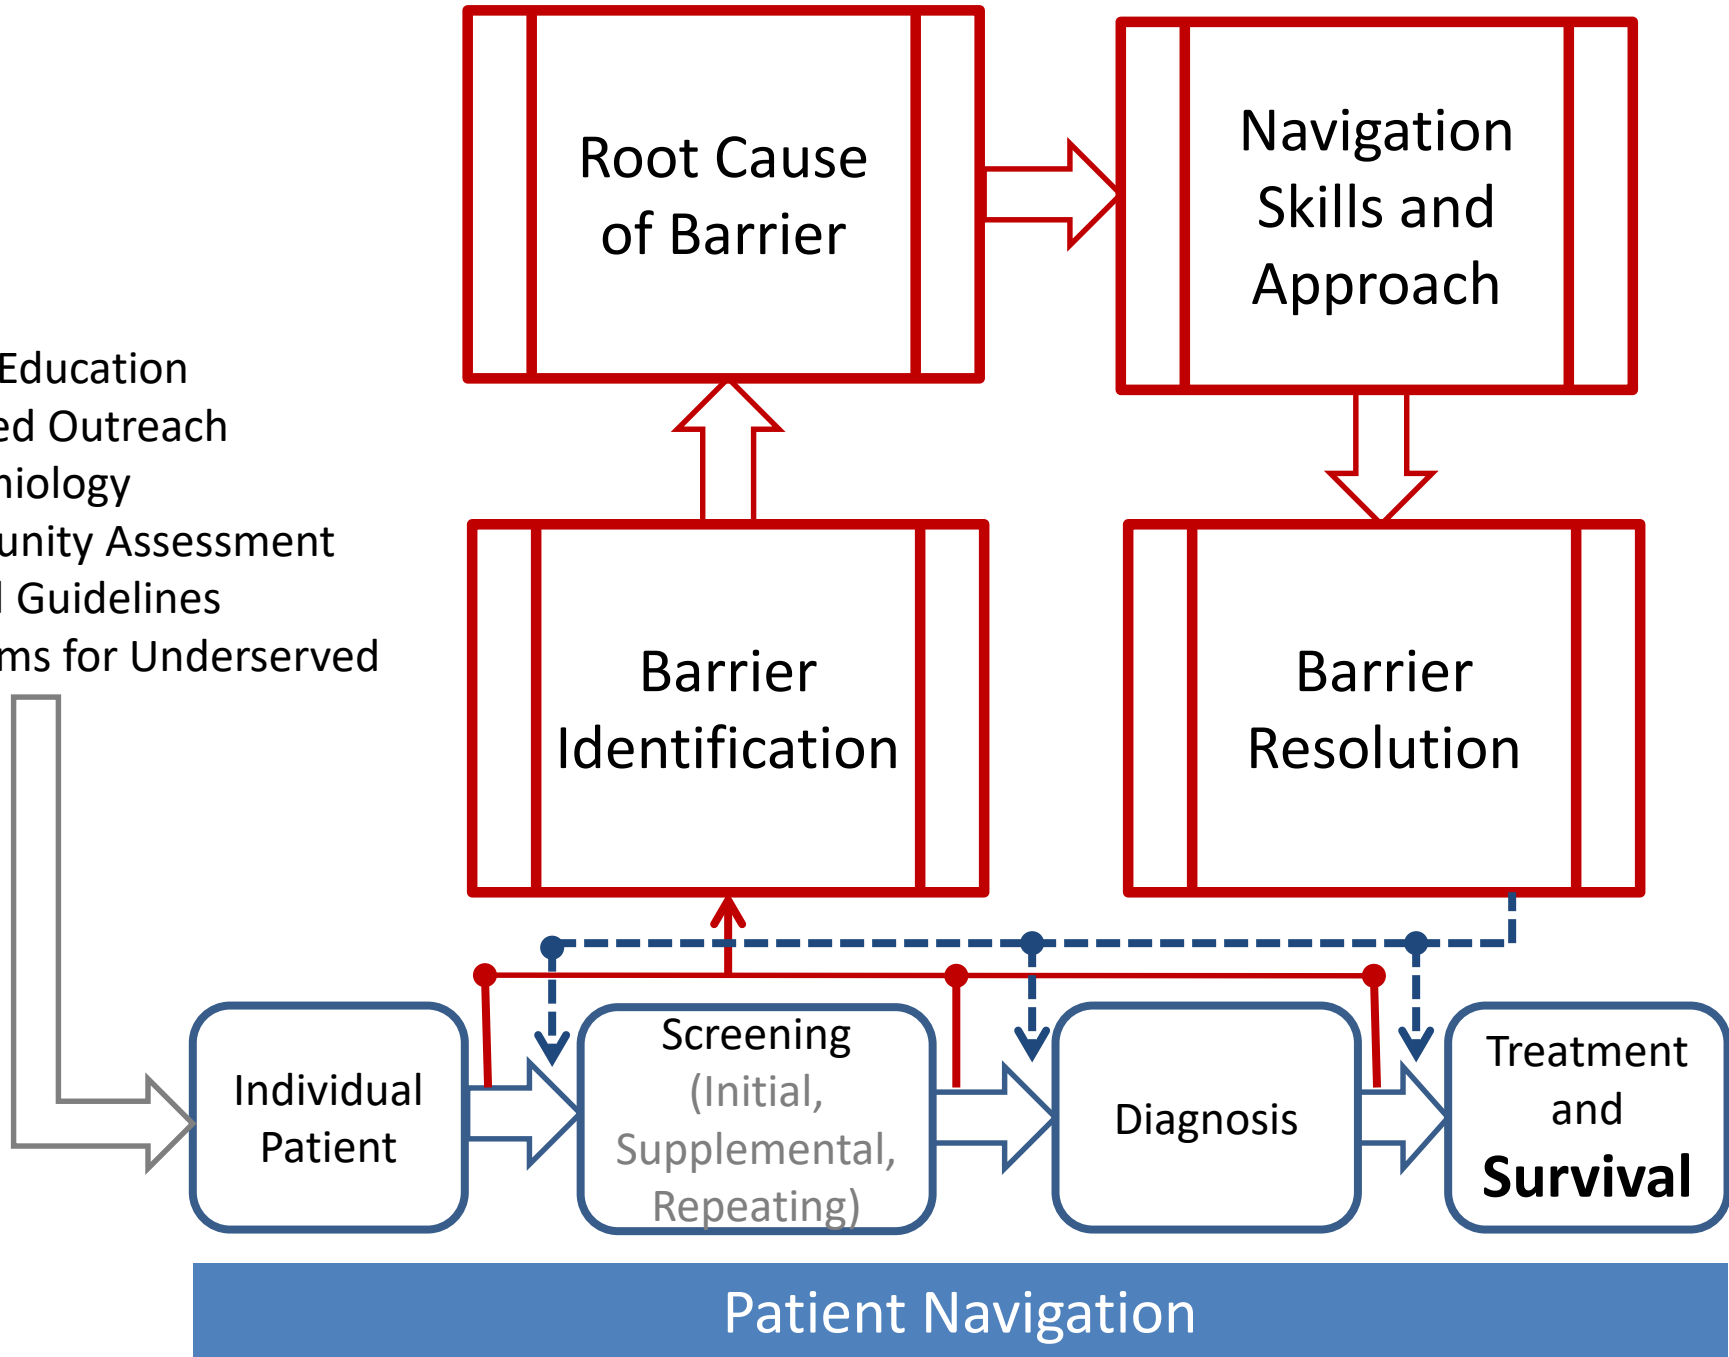 Root Cause
of Barrier
Navigation
Skills and
Approach
Education
ed Outreach
niology
unity Assessment
Guidelines
ms for Underserved
Barrier
Identification
Barrier
Resolution
Individual
Patient
Screening
(Initial,
Supplemental,
Repeating)
Diagnosis
Treatment
and
Survival
Patient Navigation